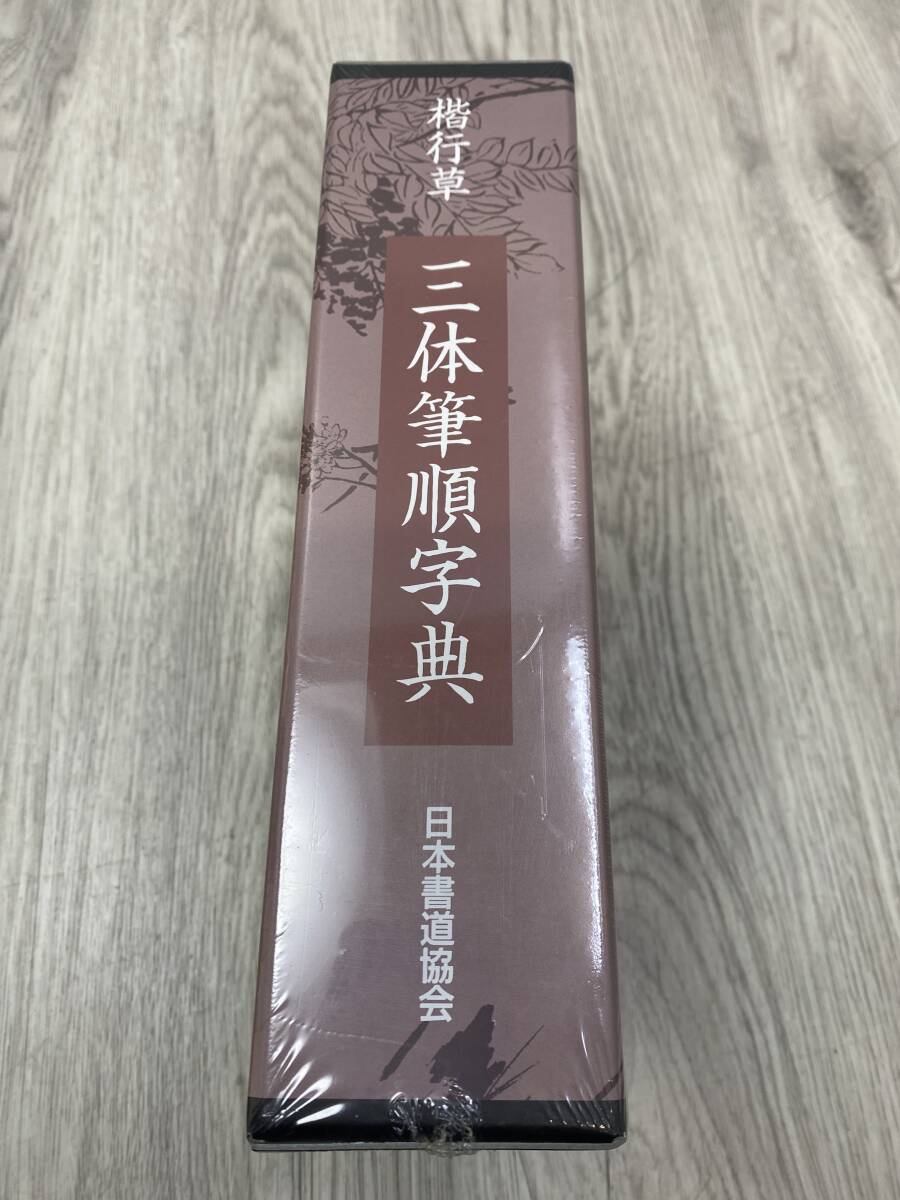 楷行草
三体筆順字典
日本書道協会